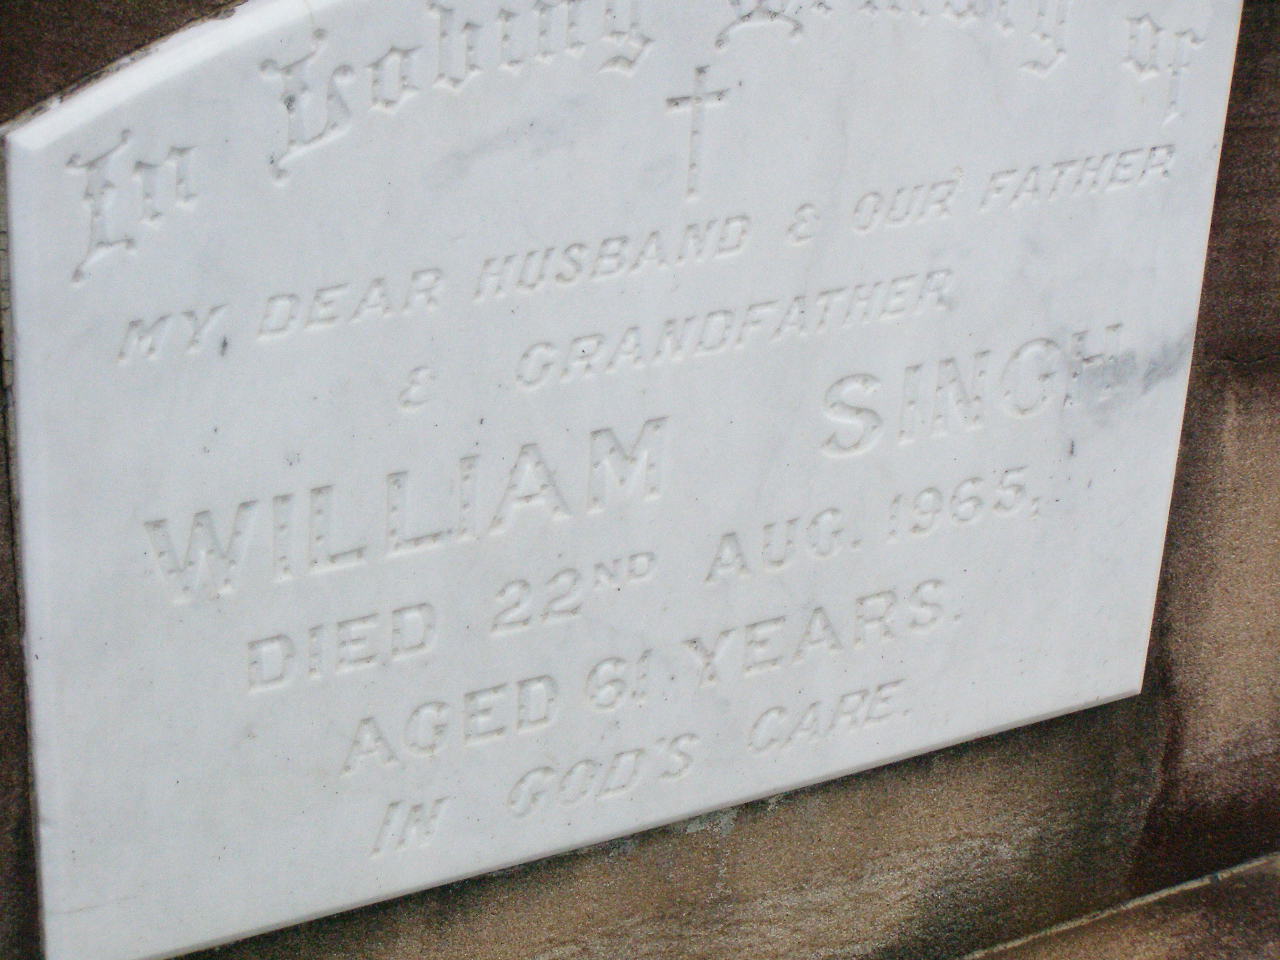 In Loving Memory of
MY DEAR HUSBAND & OUR FATHER
& GRANDFATHER
WILLIAM SINGH
DIED 22ND AUG. 1965,
AGED 61 YEARS.
IN GOD'S CARE.